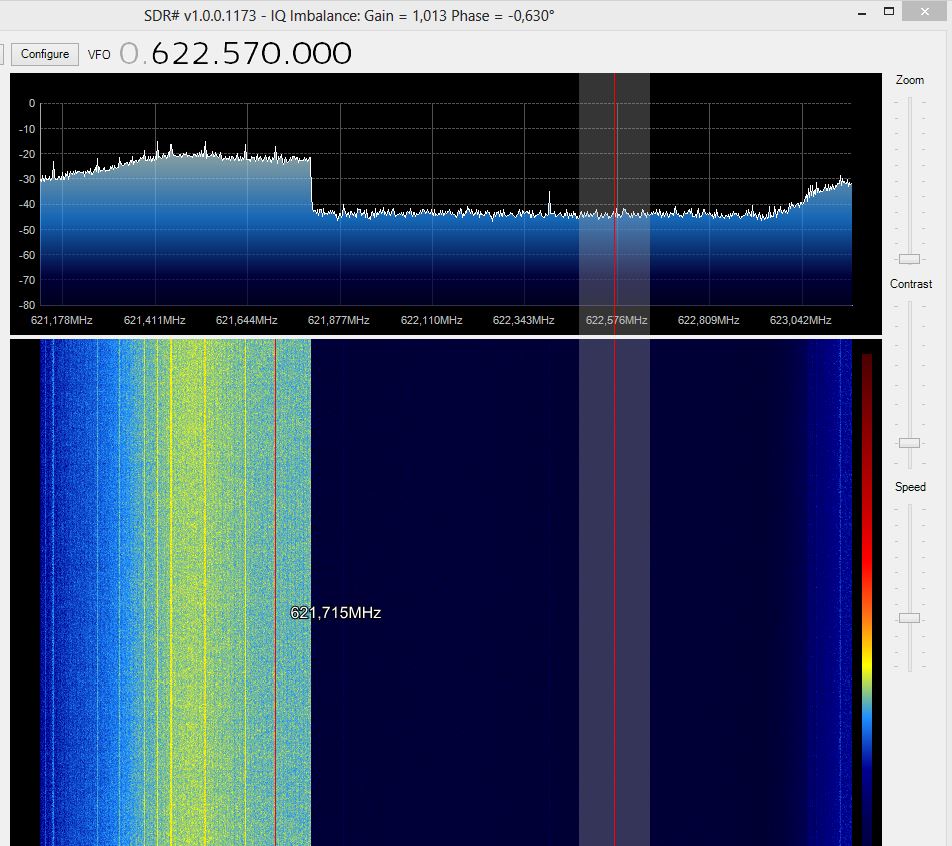 SDR# v1.0.0.1173 - IQ Imbalance: Gain = 1,013 Phase = -0,630°
Configure VFO 0.622.570.000
Zoom
0
-10
-20
-30
-40
-50
-60
-70
-80
621,178MHz 621,411MHz 621,644MHz 621,877MHz 622,110MHz 622,343MHz 622,576MHz 622,809MHz 623,042MHz
Contrast
Speed
621,715MHz